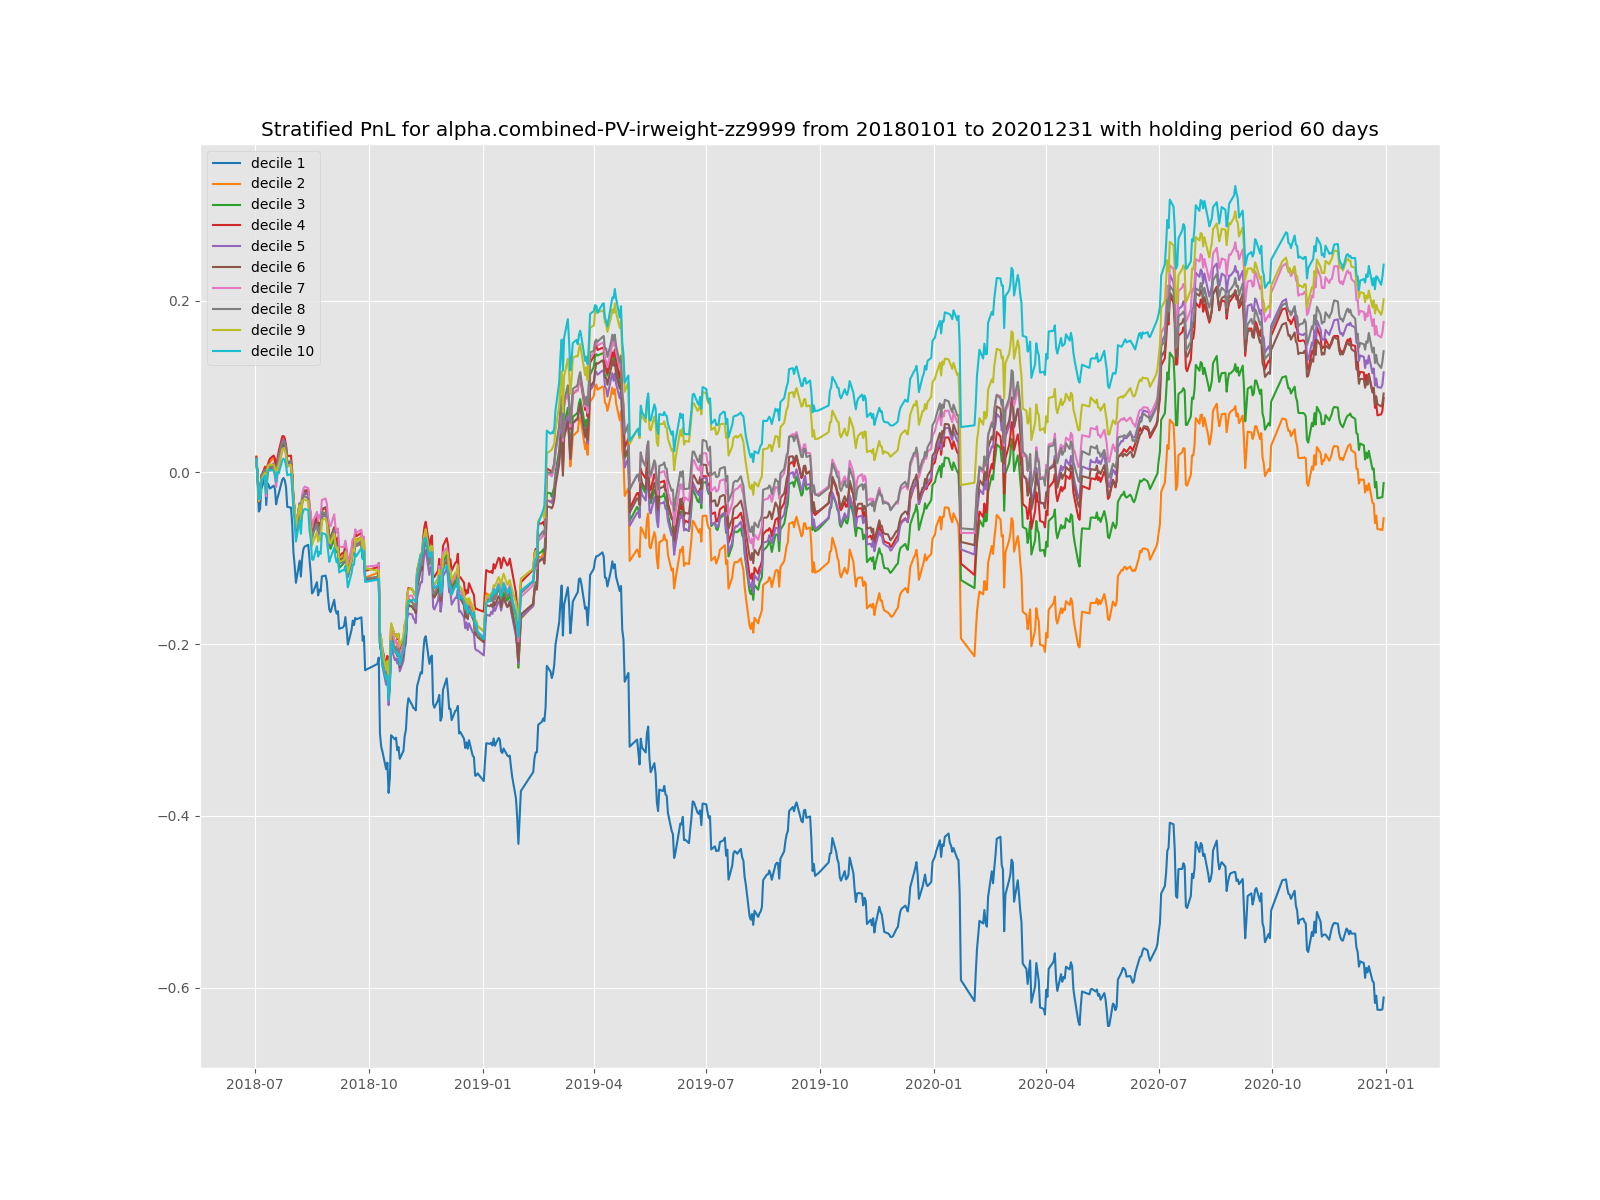 Stratified PnL for alpha.combined-PV-irweight-zz9999 from 20180101 to 20201231 with holding period 60 days
decile 1
decile 2
decile 3
decile 4
decile 5
decile 6
decile 7
decile 8
decile 9
decile 10
0.2
0.0
−0.2
−0.4
−0.6
2018-07 2018-10 2019-01 2019-04 2019-07 2019-10 2020-01 2020-04 2020-07 2020-10 2021-01